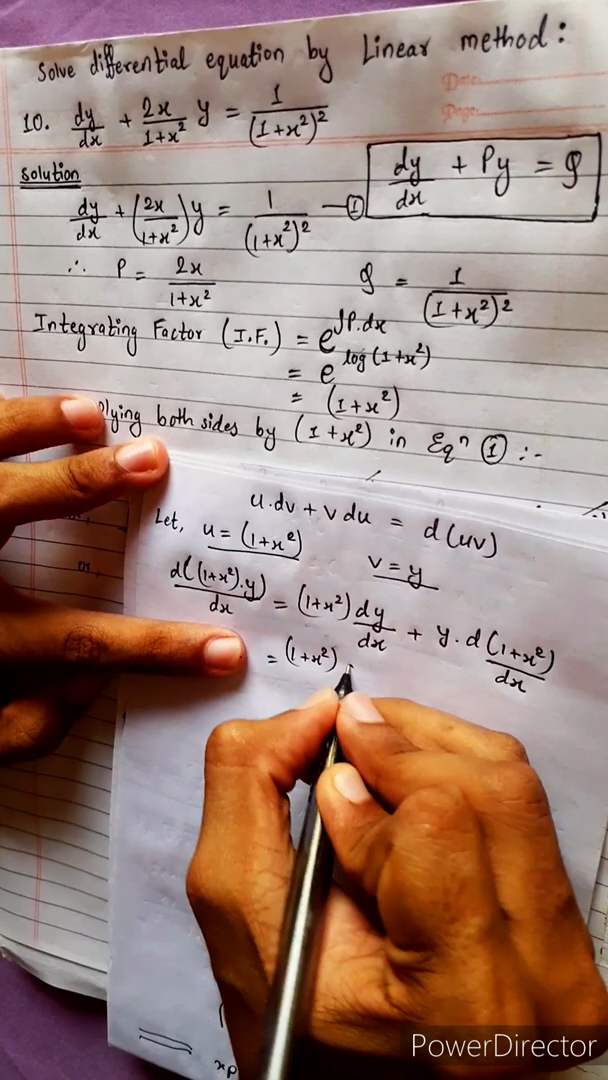 Solve differential equation by Linear method:
Date
Page
10. dy/dx + 2x/1+x² y = 1/(1+x²)²
Solution
dy/dx + Py = Q
dy/dx + (2x/1+x²)y = 1/(1+x²)² —①
∴ P = 2x/1+x² Q = 1/(1+x²)²
Integrating Factor (I.F.) = e^∫P.dx
= e^log(1+x²)
= (1+x²)
plying both sides by (1+x²) in Eqⁿ ① :-
u.dv + v du = d(uv)
Let, u = (1+x²) v = y
or,
d((1+x²).y)/dx = (1+x²) dy/dx + y.d(1+x²)/dx
= (1+x²)
PowerDirector